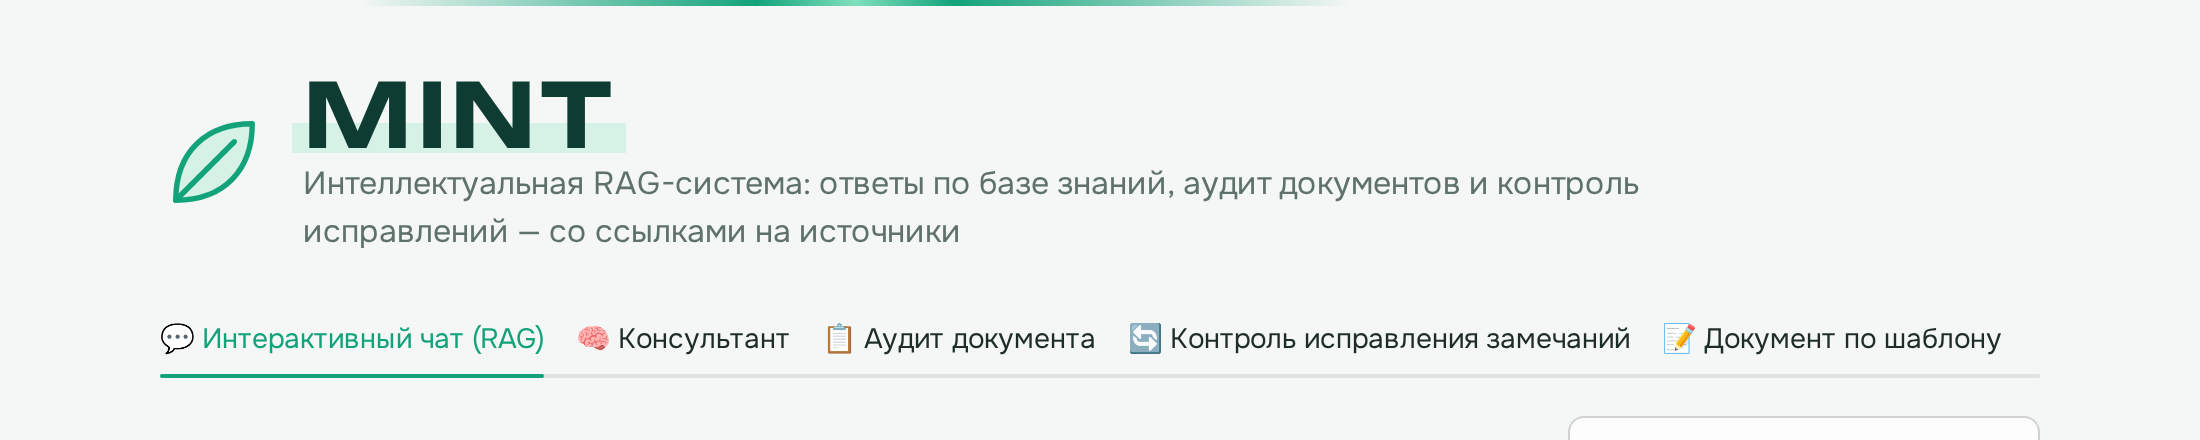 MINT
Интеллектуальная RAG-система: ответы по базе знаний, аудит документов и контроль
исправлений — со ссылками на источники
💬 Интерактивный чат (RAG) 🧠 Консультант 📋 Аудит документа 🔄 Контроль исправления замечаний 📝 Документ по шаблону